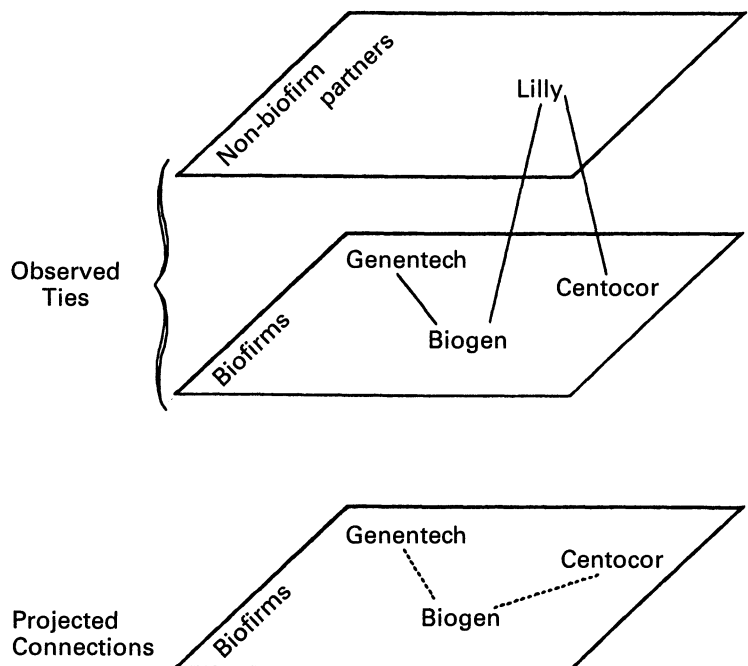 Non-biofirm
partners
Lilly
Observed
Ties
Genentech
Centocor
Biogen
Biofirms
Genentech
Centocor
Biogen
Biofirms
Projected
Connections